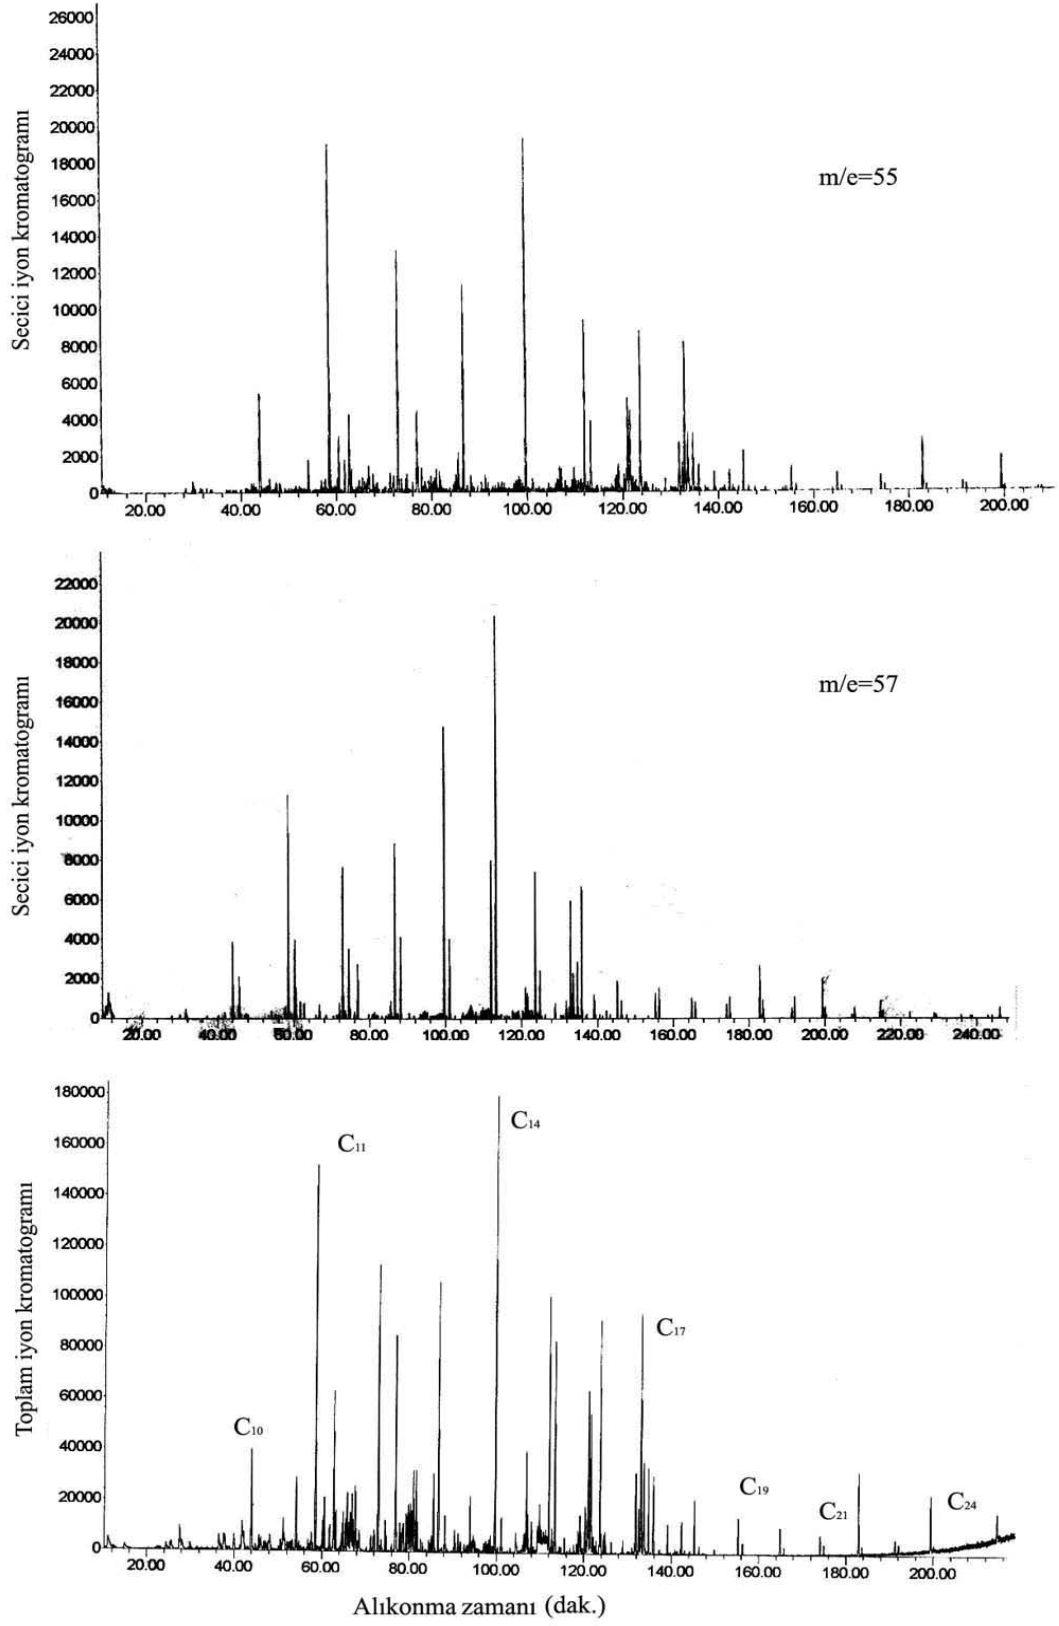 26000
24000
22000
20000
18000
16000
14000
12000
10000
8000
6000
4000
2000
0
Secici iyon kromatogramı
m/e=55
20.00 40.00 60.00 80.00 100.00 120.00 140.00 160.00 180.00 200.00
22000
20000
18000
16000
14000
12000
10000
8000
6000
4000
2000
0
Secici iyon kromatogramı
m/e=57
20.00 40.00 60.00 80.00 100.00 120.00 140.00 160.00 180.00 200.00 220.00 240.00
180000
160000
140000
120000
100000
80000
60000
40000
20000
0
Toplam iyon kromatogramı
C10
C11
C14
C17
C19
C21
C24
20.00 40.00 60.00 80.00 100.00 120.00 140.00 160.00 180.00 200.00
Alıkonma zamanı (dak.)